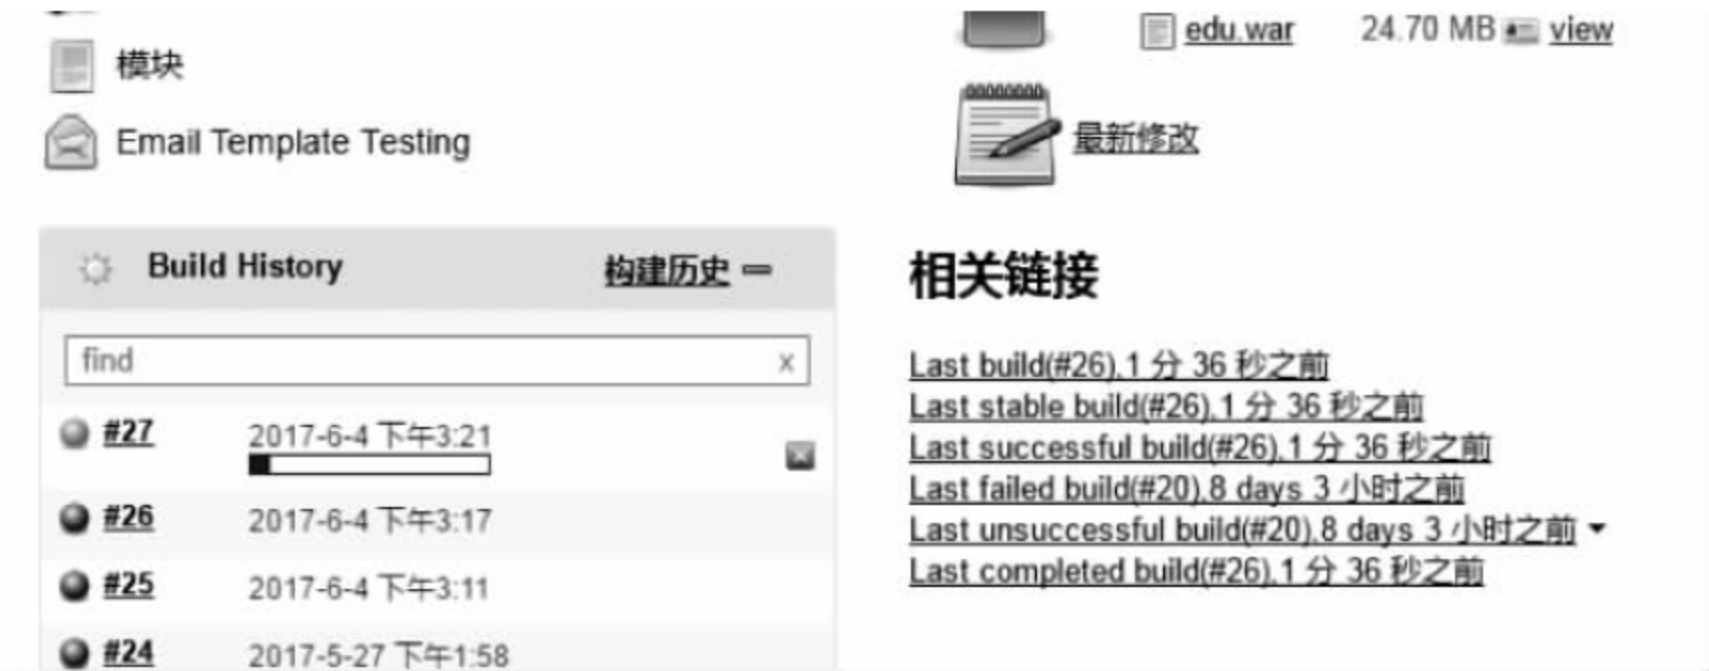 模块
Email Template Testing
Build History 构建历史
find x
#27 2017-6-4 下午3:21
#26 2017-6-4 下午3:17
#25 2017-6-4 下午3:11
#24 2017-5-27 下午1:58
edu.war 24.70 MB view
最新修改
相关链接
Last build(#26),1 分 36 秒之前
Last stable build(#26),1 分 36 秒之前
Last successful build(#26),1 分 36 秒之前
Last failed build(#20),8 days 3 小时之前
Last unsuccessful build(#20),8 days 3 小时之前
Last completed build(#26),1 分 36 秒之前